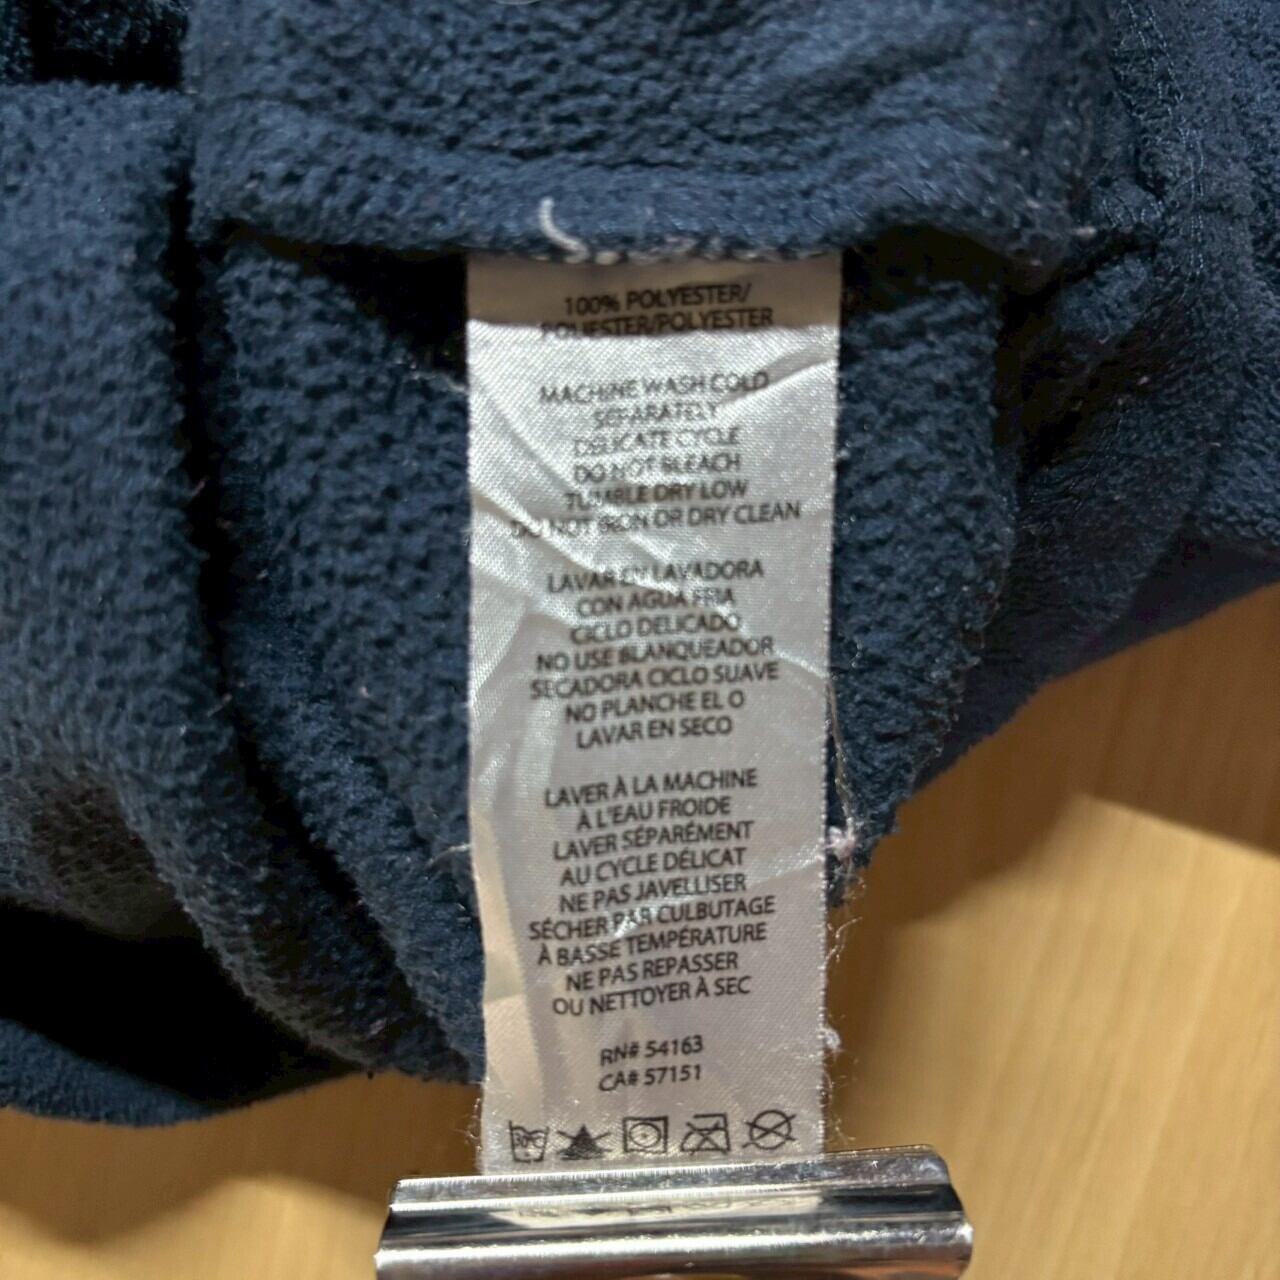 100% POLYESTER/
POLIESTER/POLYESTER
MACHINE WASH COLD
SEPARATELY
DELICATE CYCLE
DO NOT BLEACH
TUMBLE DRY LOW
DO NOT IRON OR DRY CLEAN
LAVAR EN LAVADORA
CON AGUA FRIA
CICLO DELICADO
NO USE BLANQUEADOR
SECADORA CICLO SUAVE
NO PLANCHE EL O
LAVAR EN SECO
LAVER À LA MACHINE
À L'EAU FROIDE
LAVER SÉPARÉMENT
AU CYCLE DÉLICAT
NE PAS JAVELLISER
SÉCHER PAR CULBUTAGE
À BASSE TEMPÉRATURE
NE PAS REPASSER
OU NETTOYER À SEC
RN# 54163
CA# 57151